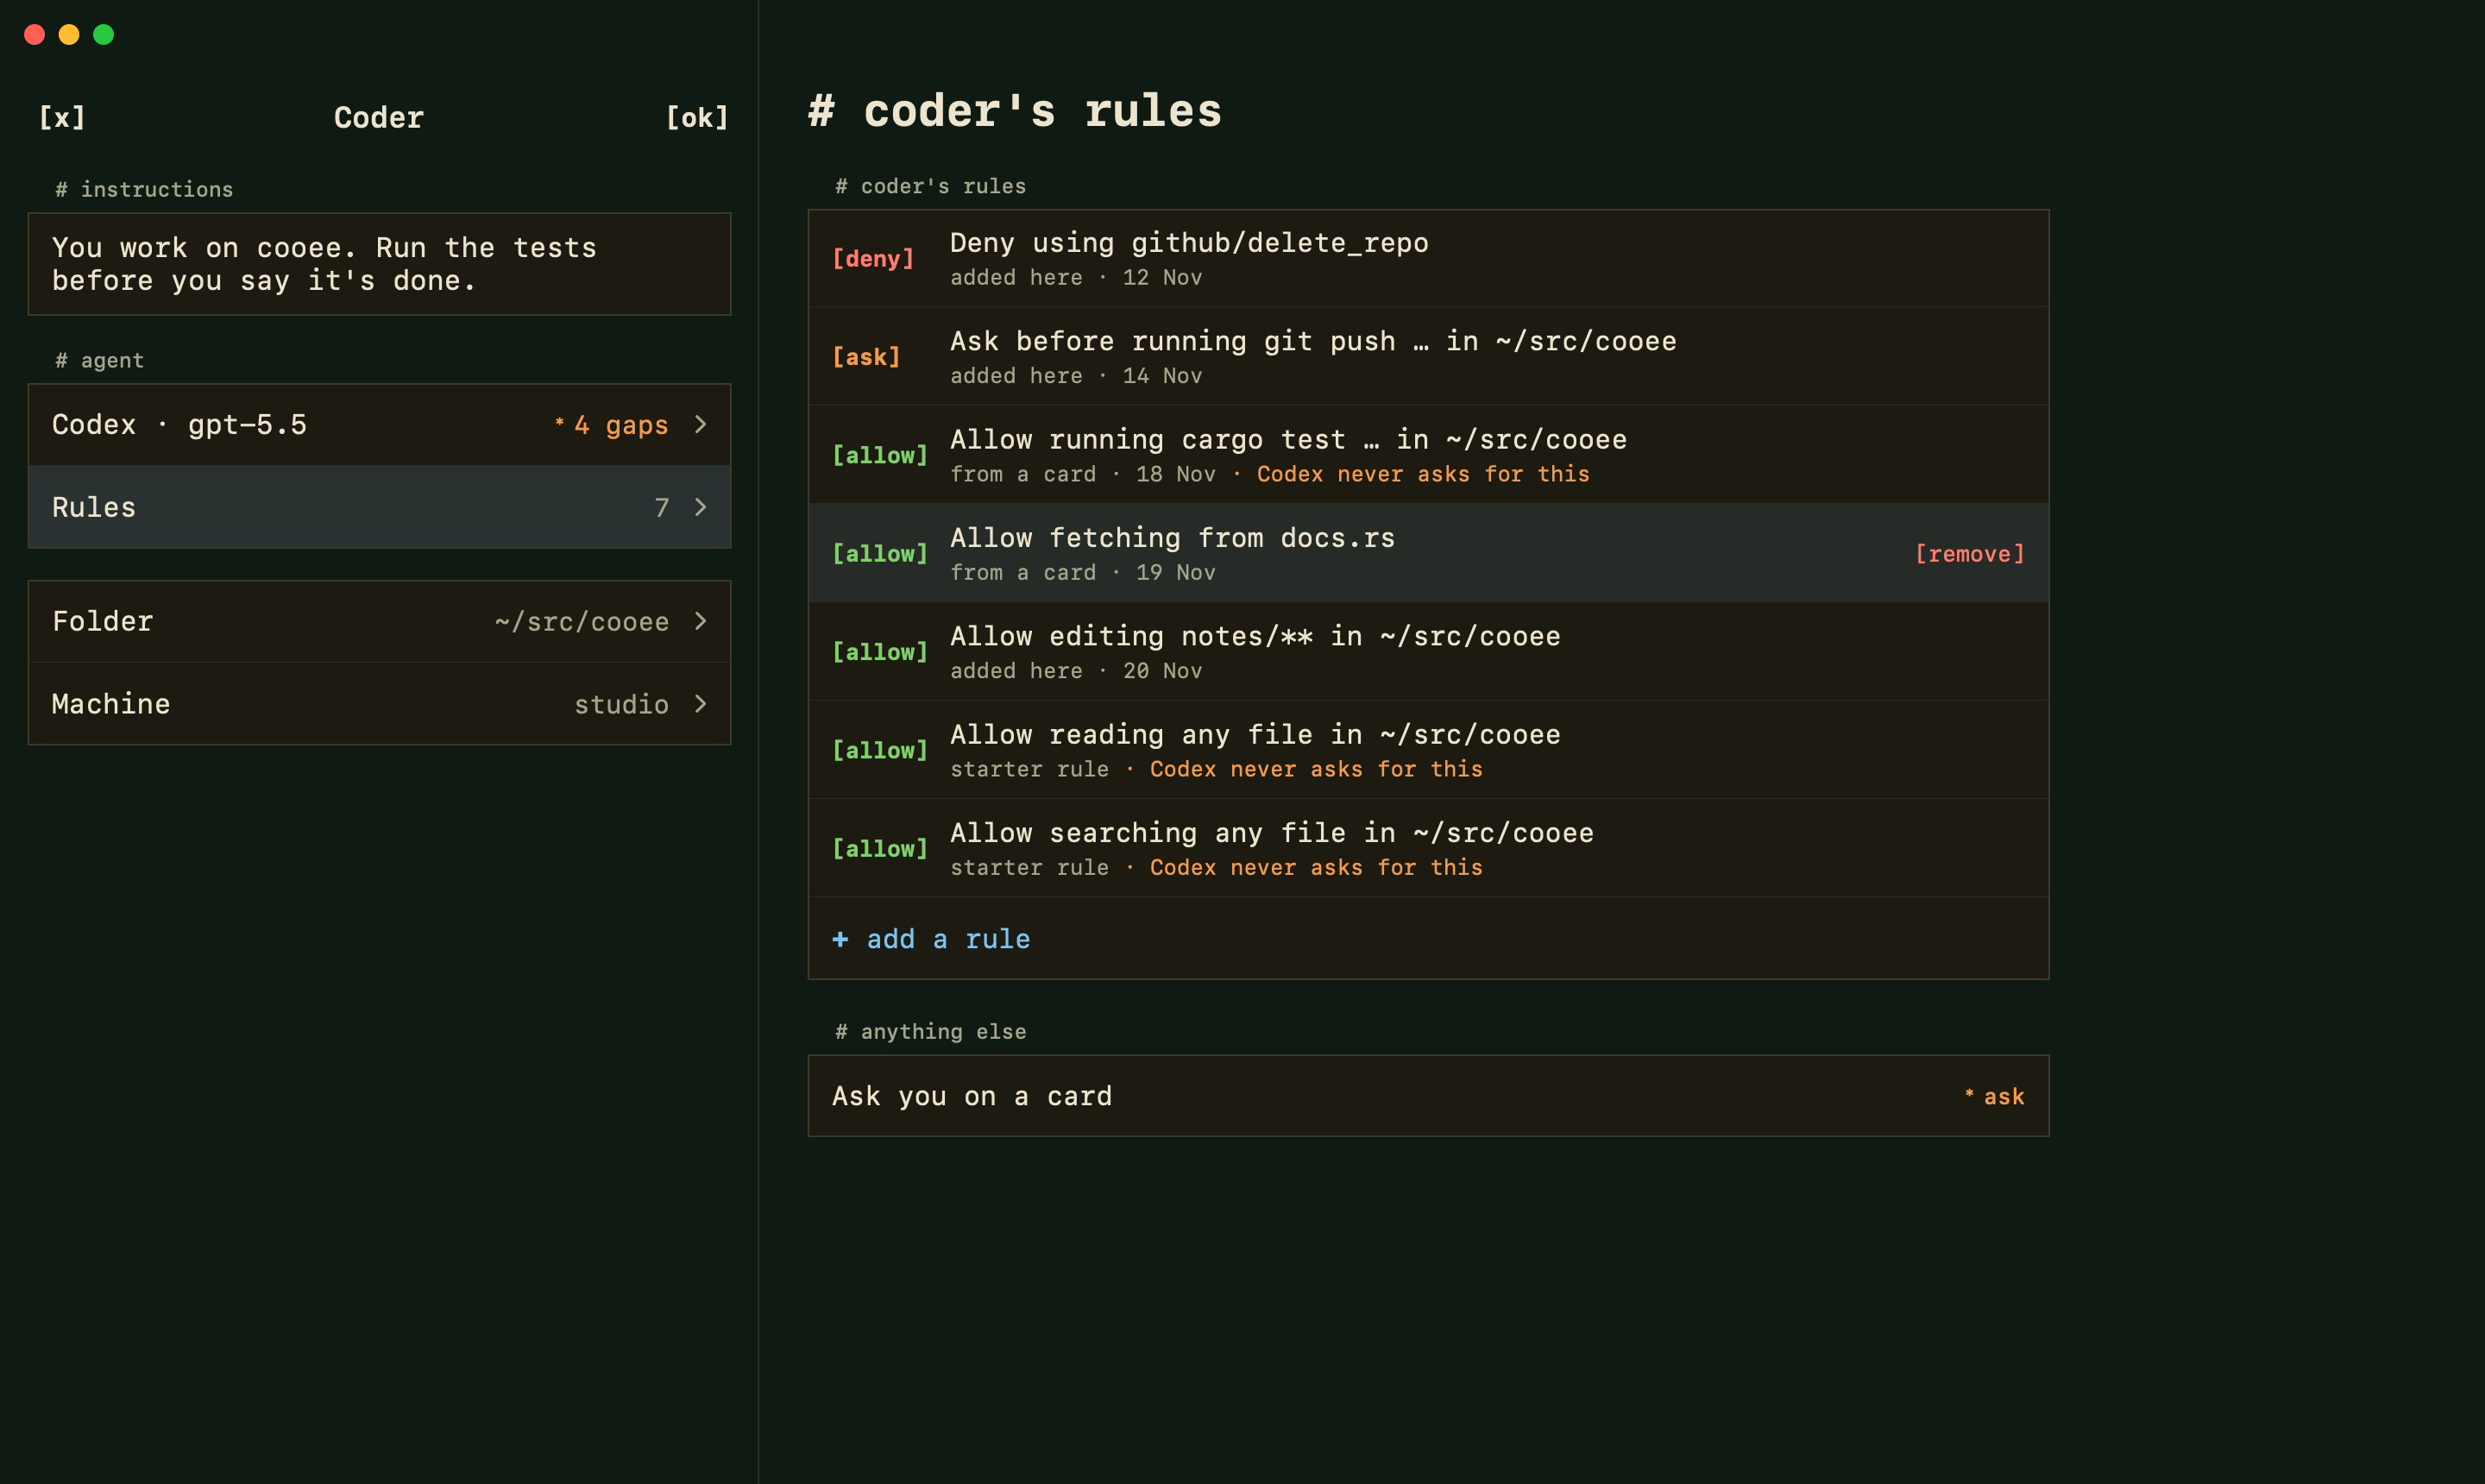 [x] Coder [ok]
# instructions
You work on cooee. Run the tests
before you say it's done.
# agent
Codex · gpt-5.5 * 4 gaps >
Rules 7 >
Folder ~/src/cooee >
Machine studio >
# coder's rules
# coder's rules
[deny] Deny using github/delete_repo
added here · 12 Nov
[ask] Ask before running git push … in ~/src/cooee
added here · 14 Nov
[allow] Allow running cargo test … in ~/src/cooee
from a card · 18 Nov · Codex never asks for this
[allow] Allow fetching from docs.rs [remove]
from a card · 19 Nov
[allow] Allow editing notes/** in ~/src/cooee
added here · 20 Nov
[allow] Allow reading any file in ~/src/cooee
starter rule · Codex never asks for this
[allow] Allow searching any file in ~/src/cooee
starter rule · Codex never asks for this
+ add a rule
# anything else
Ask you on a card * ask